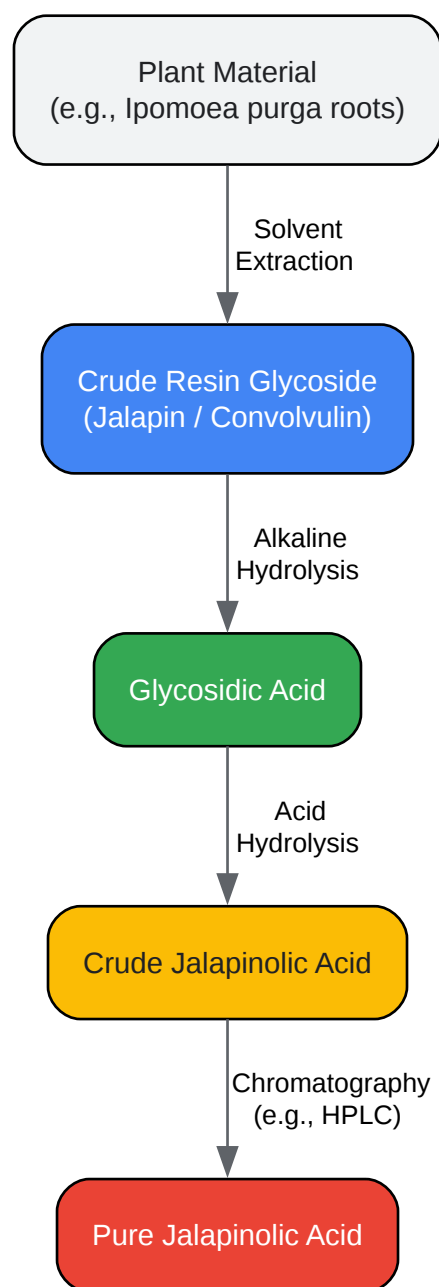 Plant Material
(e.g., Ipomoea purga roots)
Solvent
Extraction
Crude Resin Glycoside
(Jalapin / Convolvulin)
Alkaline
Hydrolysis
Glycosidic Acid
Acid
Hydrolysis
Crude Jalapinolic Acid
Chromatography
(e.g., HPLC)
Pure Jalapinolic Acid